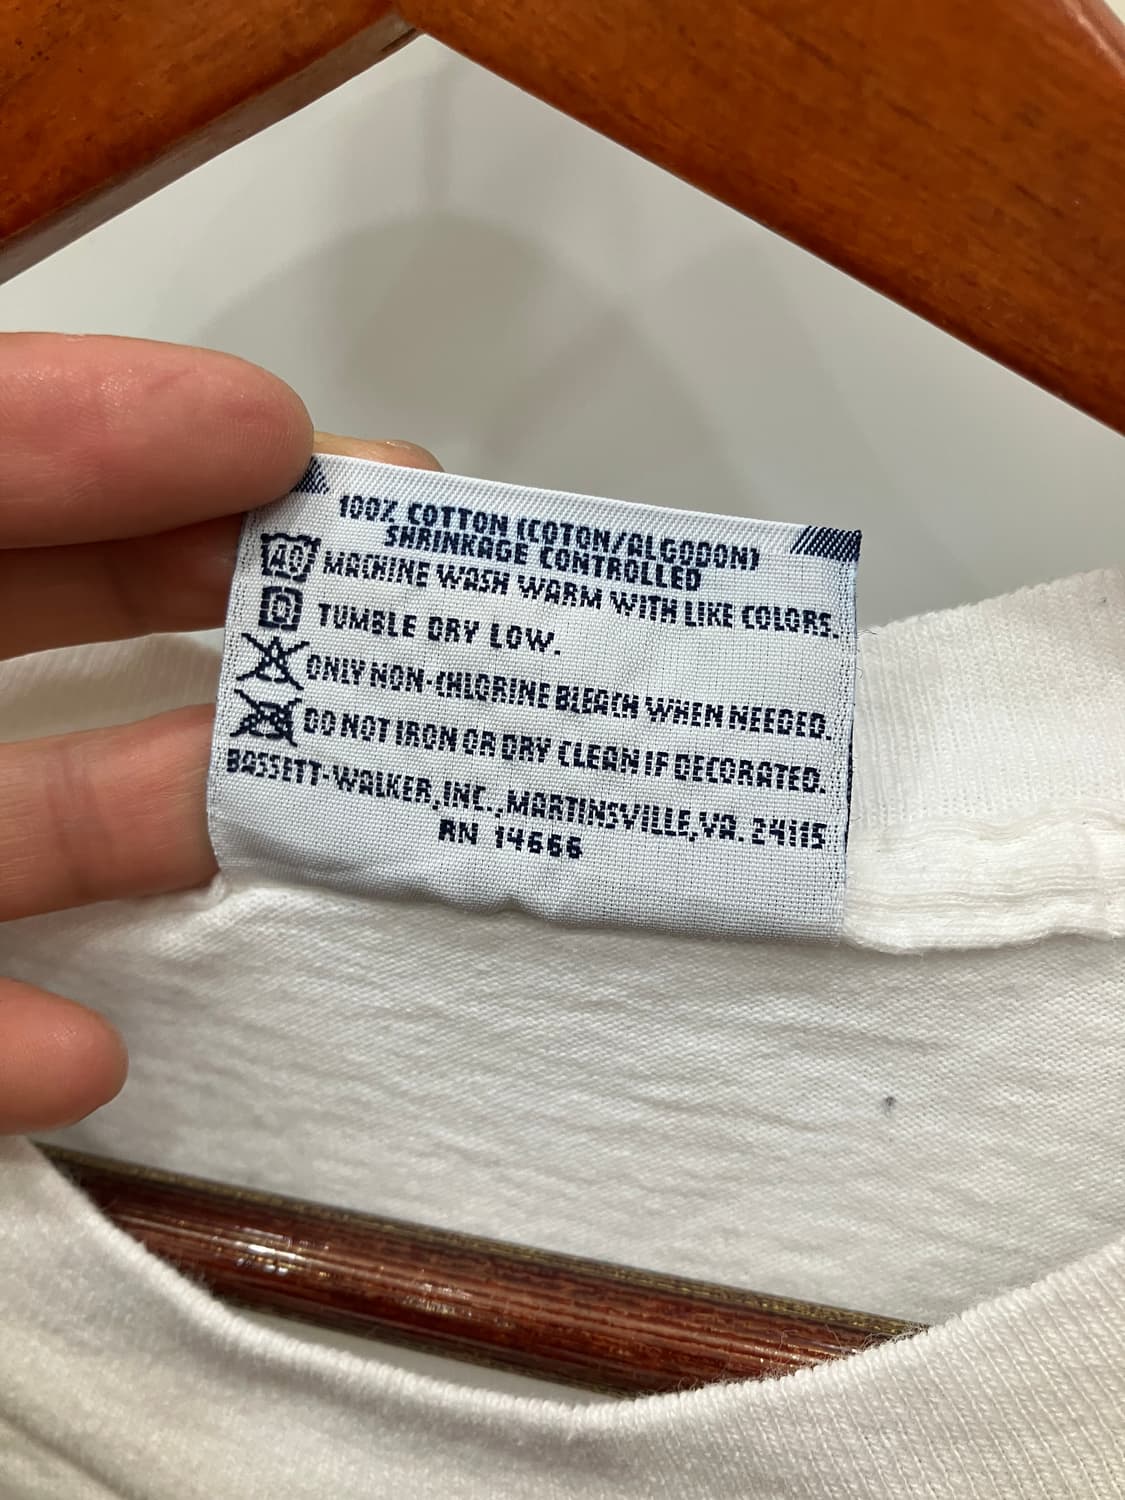 100% COTTON (COTON/ALGODON)
SHRINKAGE CONTROLLED
40 MACHINE WASH WARM WITH LIKE COLORS.
TUMBLE DRY LOW.
ONLY NON-CHLORINE BLEACH WHEN NEEDED.
DO NOT IRON OR DRY CLEAN IF DECORATED.
BASSETT-WALKER, INC., MARTINSVILLE, VA. 24115
RN 14666